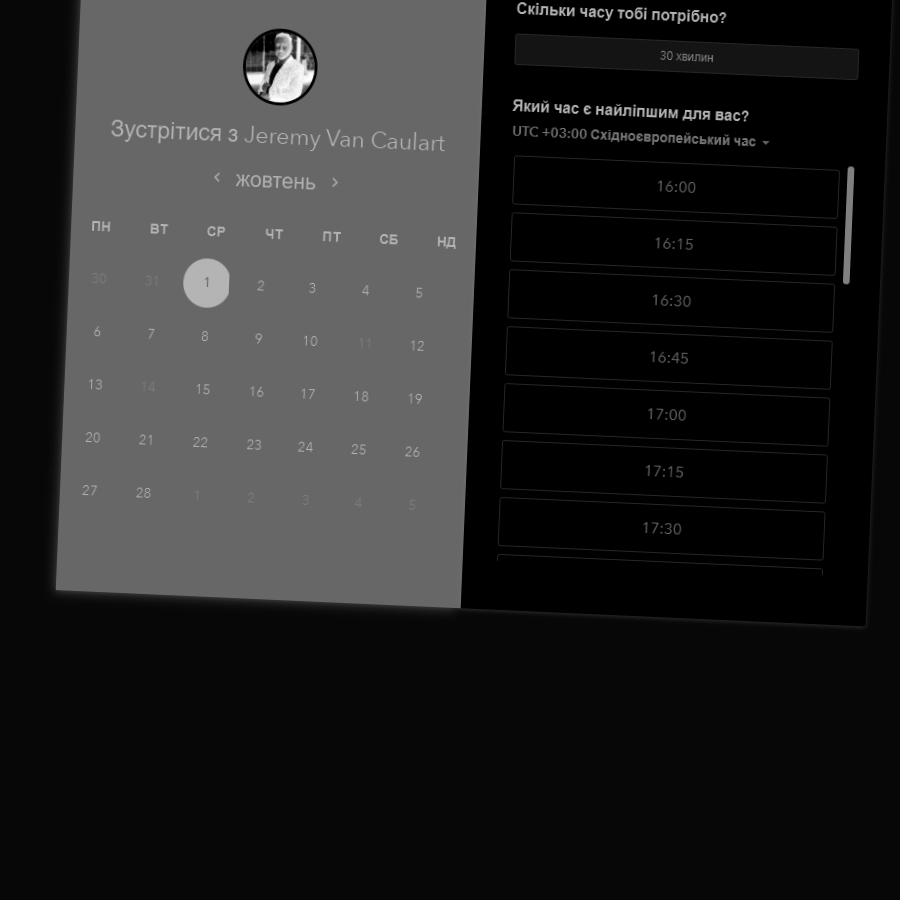 Зустрітися з Jeremy Van Caulart
жовтень
ПН ВТ СР ЧТ ПТ СБ НД
30 31 1 2 3 4 5
6 7 8 9 10 11 12
13 14 15 16 17 18 19
20 21 22 23 24 25 26
27 28 1 2 3 4 5
Скільки часу тобі потрібно?
30 хвилин
Який час є найліпшим для вас?
UTC +03:00 Східноєвропейський час
16:00
16:15
16:30
16:45
17:00
17:15
17:30